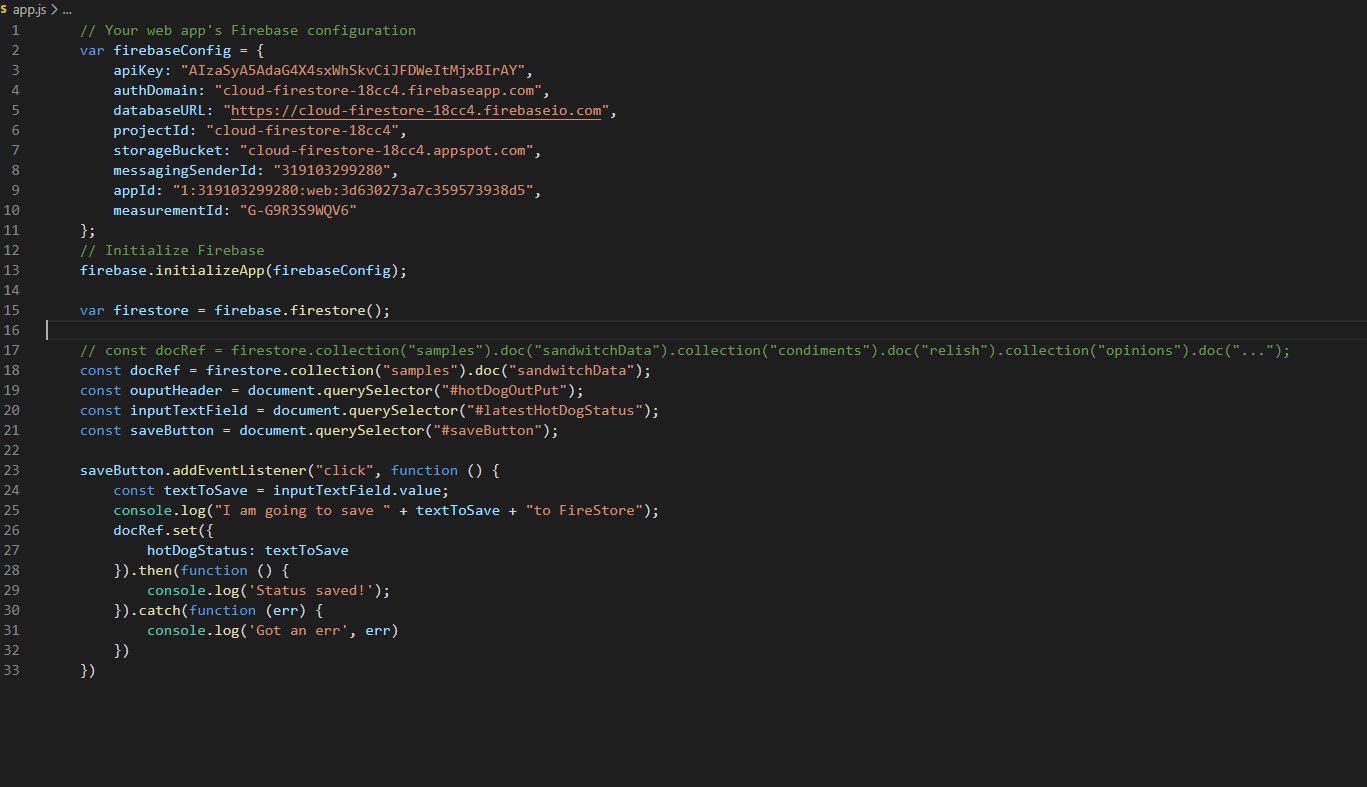 app.js > ...
1 // Your web app's Firebase configuration
2 var firebaseConfig = {
3 apiKey: "AIzaSyA5AdaG4X4sxWhSkvCiJFDWeItMjxBIrAY",
4 authDomain: "cloud-firestore-18cc4.firebaseapp.com",
5 databaseURL: "https://cloud-firestore-18cc4.firebaseio.com",
6 projectId: "cloud-firestore-18cc4",
7 storageBucket: "cloud-firestore-18cc4.appspot.com",
8 messagingSenderId: "319103299280",
9 appId: "1:319103299280:web:3d630273a7c359573938d5",
10 measurementId: "G-G9R3S9WQV6"
11 };
12 // Initialize Firebase
13 firebase.initializeApp(firebaseConfig);
14
15 var firestore = firebase.firestore();
16
17 // const docRef = firestore.collection("samples").doc("sandwitchData").collection("condiments").doc("relish").collection("opinions").doc("...");
18 const docRef = firestore.collection("samples").doc("sandwitchData");
19 const ouputHeader = document.querySelector("#hotDogOutPut");
20 const inputTextField = document.querySelector("#latestHotDogStatus");
21 const saveButton = document.querySelector("#saveButton");
22
23 saveButton.addEventListener("click", function () {
24 const textToSave = inputTextField.value;
25 console.log("I am going to save " + textToSave + "to FireStore");
26 docRef.set({
27 hotDogStatus: textToSave
28 }).then(function () {
29 console.log('Status saved!');
30 }).catch(function (err) {
31 console.log('Got an err', err)
32 })
33 })